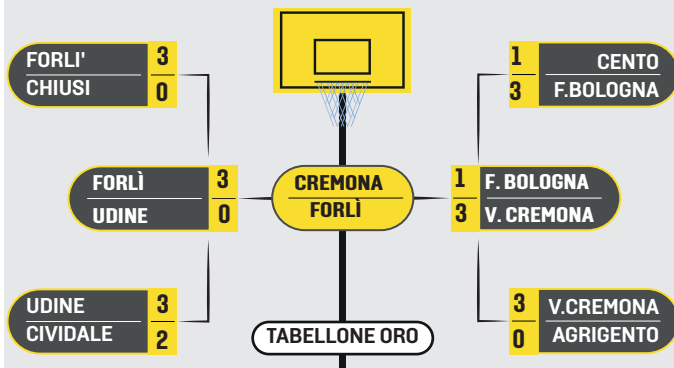 FORLI' 3
CHIUSI 0
1 CENTO
3 F.BOLOGNA
FORLÌ 3
UDINE 0
CREMONA
FORLÌ
1 F. BOLOGNA
3 V. CREMONA
UDINE 3
CIVIDALE 2
TABELLONE ORO
3 V.CREMONA
0 AGRIGENTO